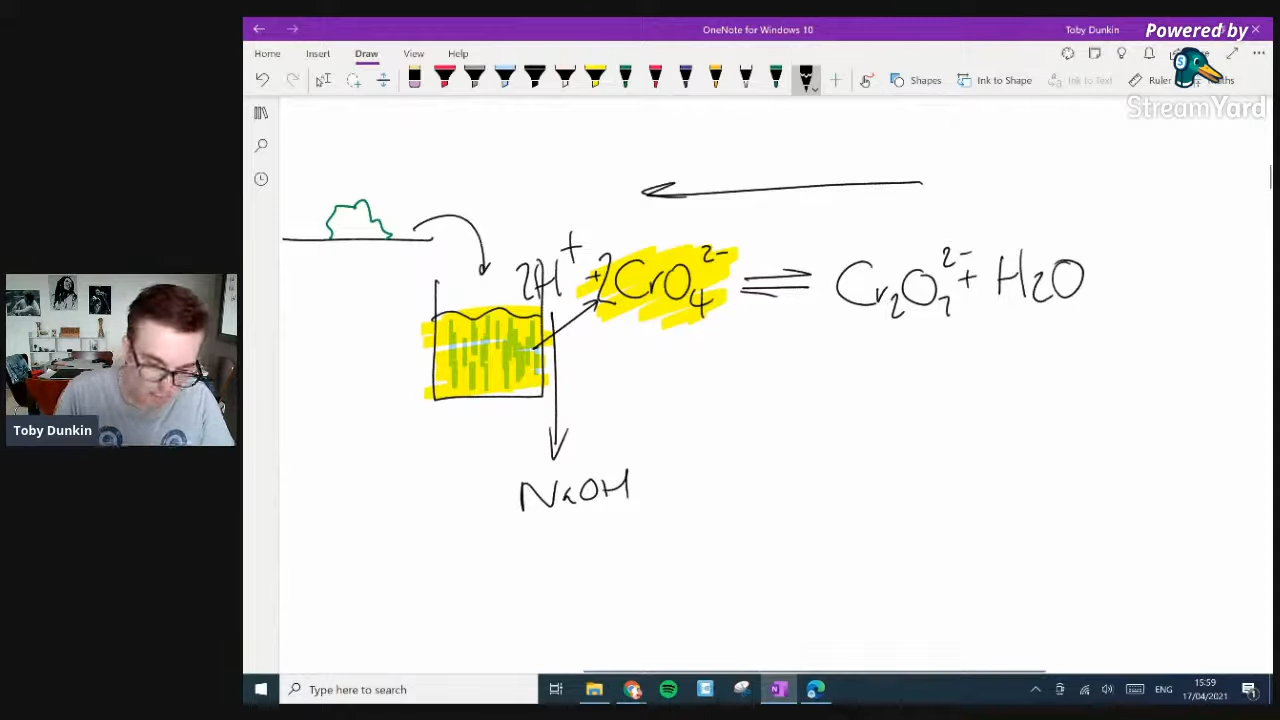 OneNote for Windows 10
Toby Dunkin
Powered by
StreamYard
Home Insert Draw View Help
Shapes Ink to Shape Ink to Text Ruler
2H⁺ + 2CrO₄²⁻ ⇌ Cr₂O₇²⁻ + H₂O
NaOH
Toby Dunkin
Type here to search
ENG
15:59
17/04/2021